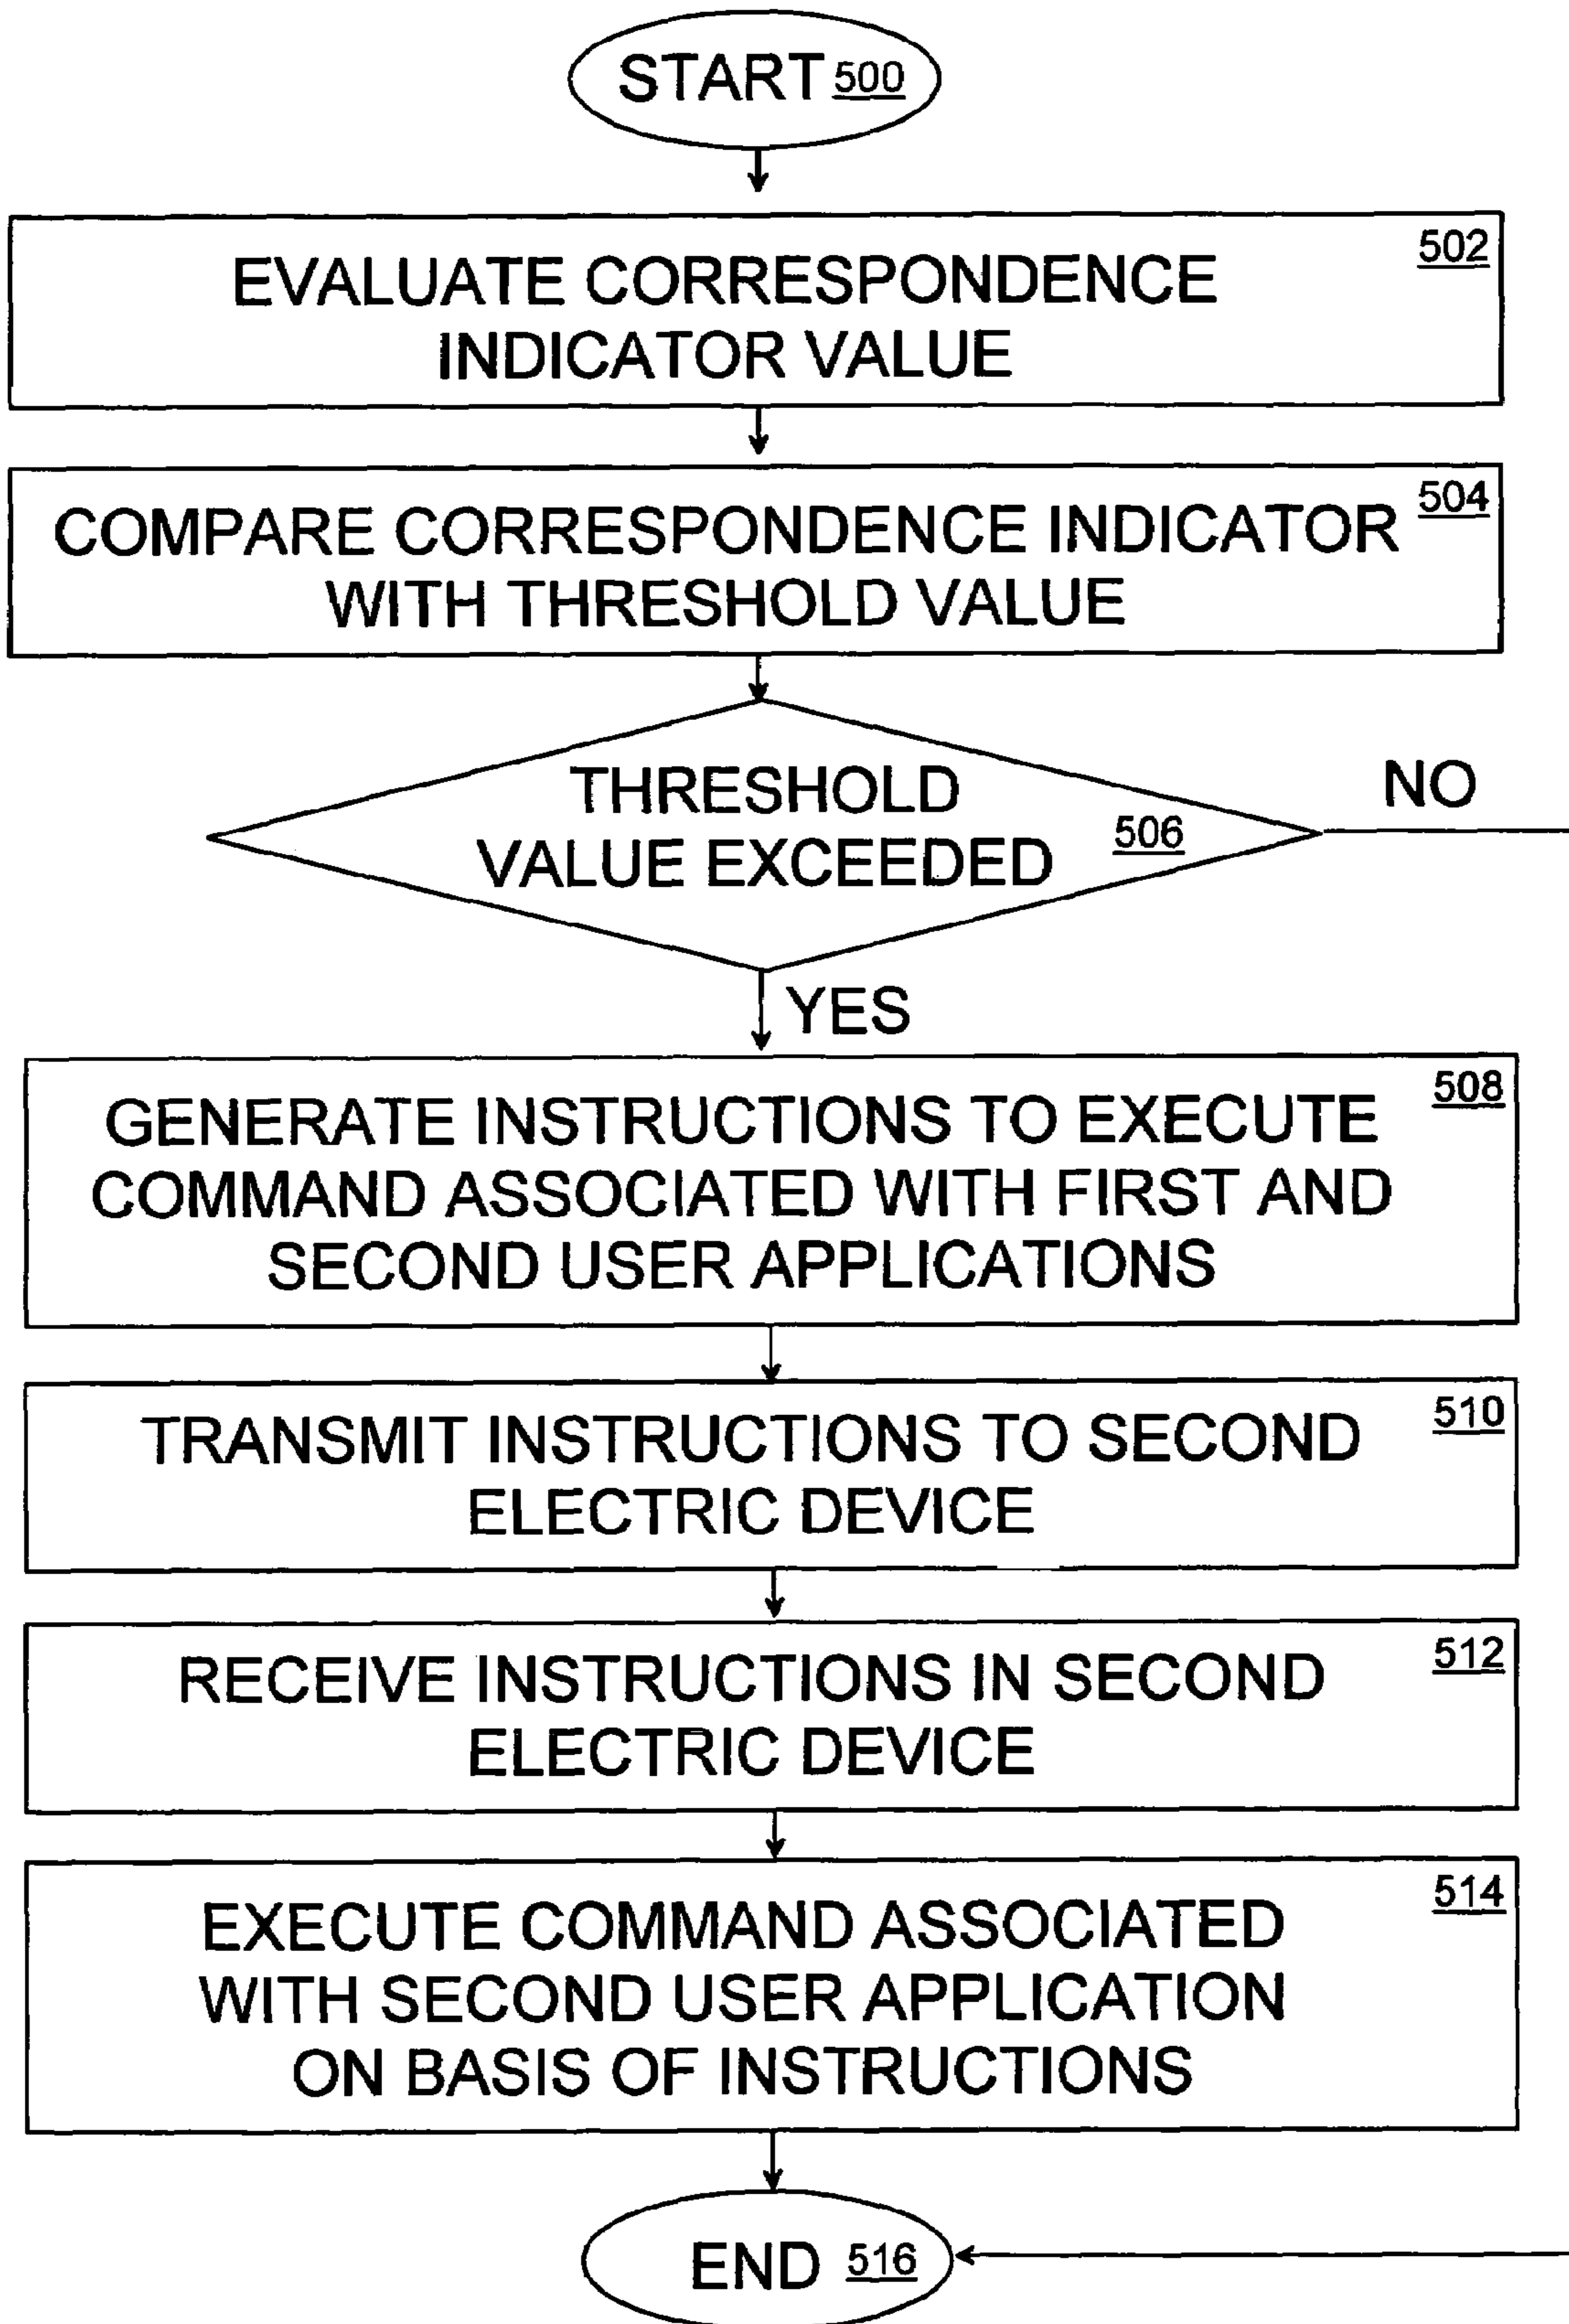 START 500
502
EVALUATE CORRESPONDENCE
INDICATOR VALUE
504
COMPARE CORRESPONDENCE INDICATOR
WITH THRESHOLD VALUE
THRESHOLD
VALUE EXCEEDED 506
NO
YES
508
GENERATE INSTRUCTIONS TO EXECUTE
COMMAND ASSOCIATED WITH FIRST AND
SECOND USER APPLICATIONS
510
TRANSMIT INSTRUCTIONS TO SECOND
ELECTRIC DEVICE
512
RECEIVE INSTRUCTIONS IN SECOND
ELECTRIC DEVICE
514
EXECUTE COMMAND ASSOCIATED
WITH SECOND USER APPLICATION
ON BASIS OF INSTRUCTIONS
END 516